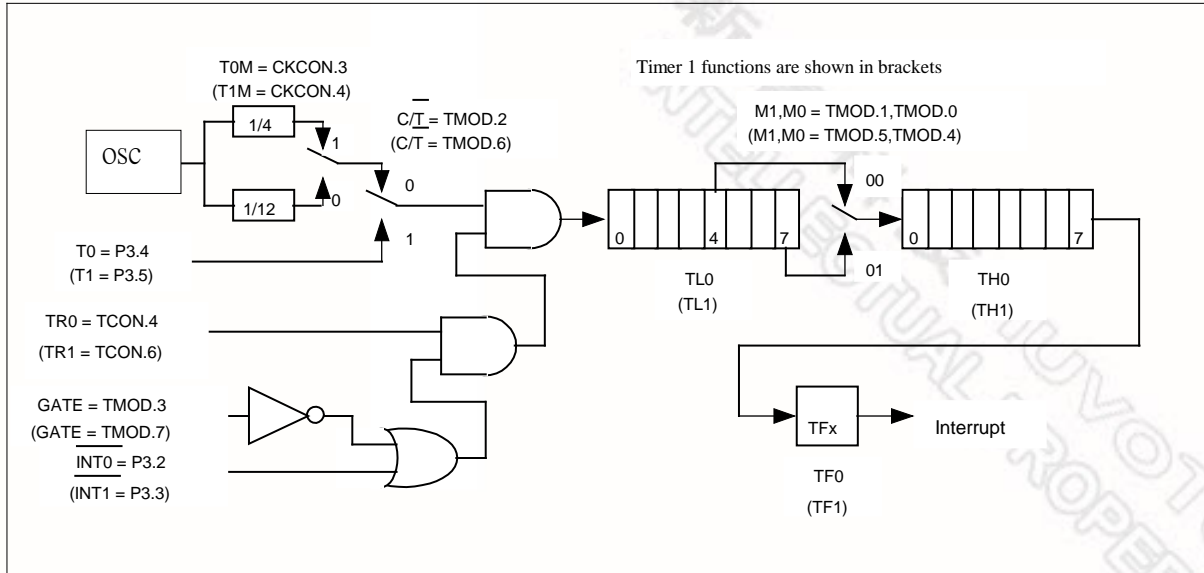 T0M = CKCON.3
(T1M = CKCON.4)
Timer 1 functions are shown in brackets
C/T = TMOD.2
(C/T = TMOD.6)
M1,M0 = TMOD.1,TMOD.0
(M1,M0 = TMOD.5,TMOD.4)
OSC
1/4
1
0
1/12
0
1
T0 = P3.4
(T1 = P3.5)
00
01
0 4 7
0 7
TL0
(TL1)
TH0
(TH1)
TR0 = TCON.4
(TR1 = TCON.6)
GATE = TMOD.3
(GATE = TMOD.7)
INT0 = P3.2
(INT1 = P3.3)
TFx
Interrupt
TF0
(TF1)